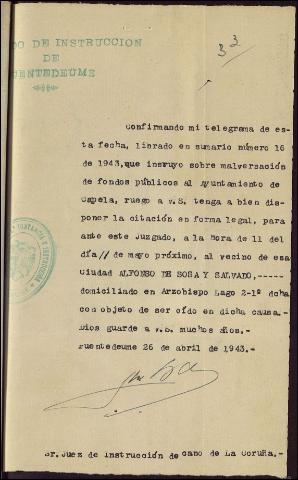 DO DE INSTRUCCION
DE
UENTEDEUME
33
Confirmando mi telegrama de es-
ta fecha, librado en sumario número 16
de 1943, que instruyo sobre malversación
de fondos públicos al Ayuntamiento de
Capela, ruego a V.S. tenga a bien dispo-
ner la citación en forma legal, para
ante este Juzgado, a la hora de 11 del
día 11 de mayo próximo, al vecino de esa
Ciudad ALFONSO DE SOSA Y SALVADO,-----
domiciliado en Arzobispo Lago 2-1º dcha
con objeto de ser oído en dicha causa.-
Dios guarde a V.S. muchos años.-
Puentedeume 26 de abril de 1943.-
Sr. Juez de Instrucción de cano de La Coruña.-